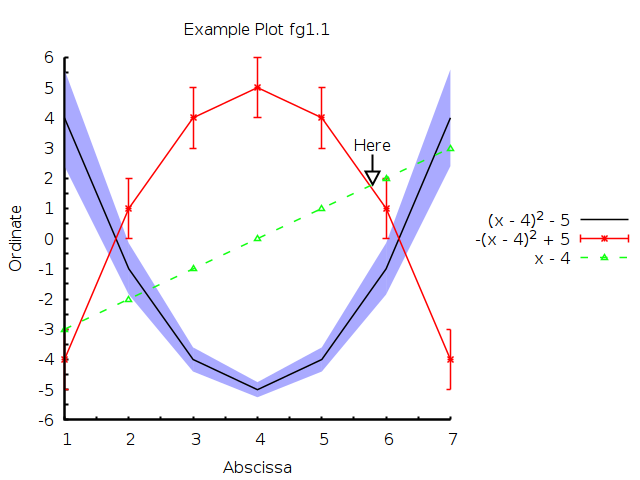 Example Plot fg1.1
6
5
4
3
2
1
0
-1
-2
-3
-4
-5
-6
Ordinate
Here
(x - 4)² - 5
-(x - 4)² + 5
x - 4
1 2 3 4 5 6 7
Abscissa